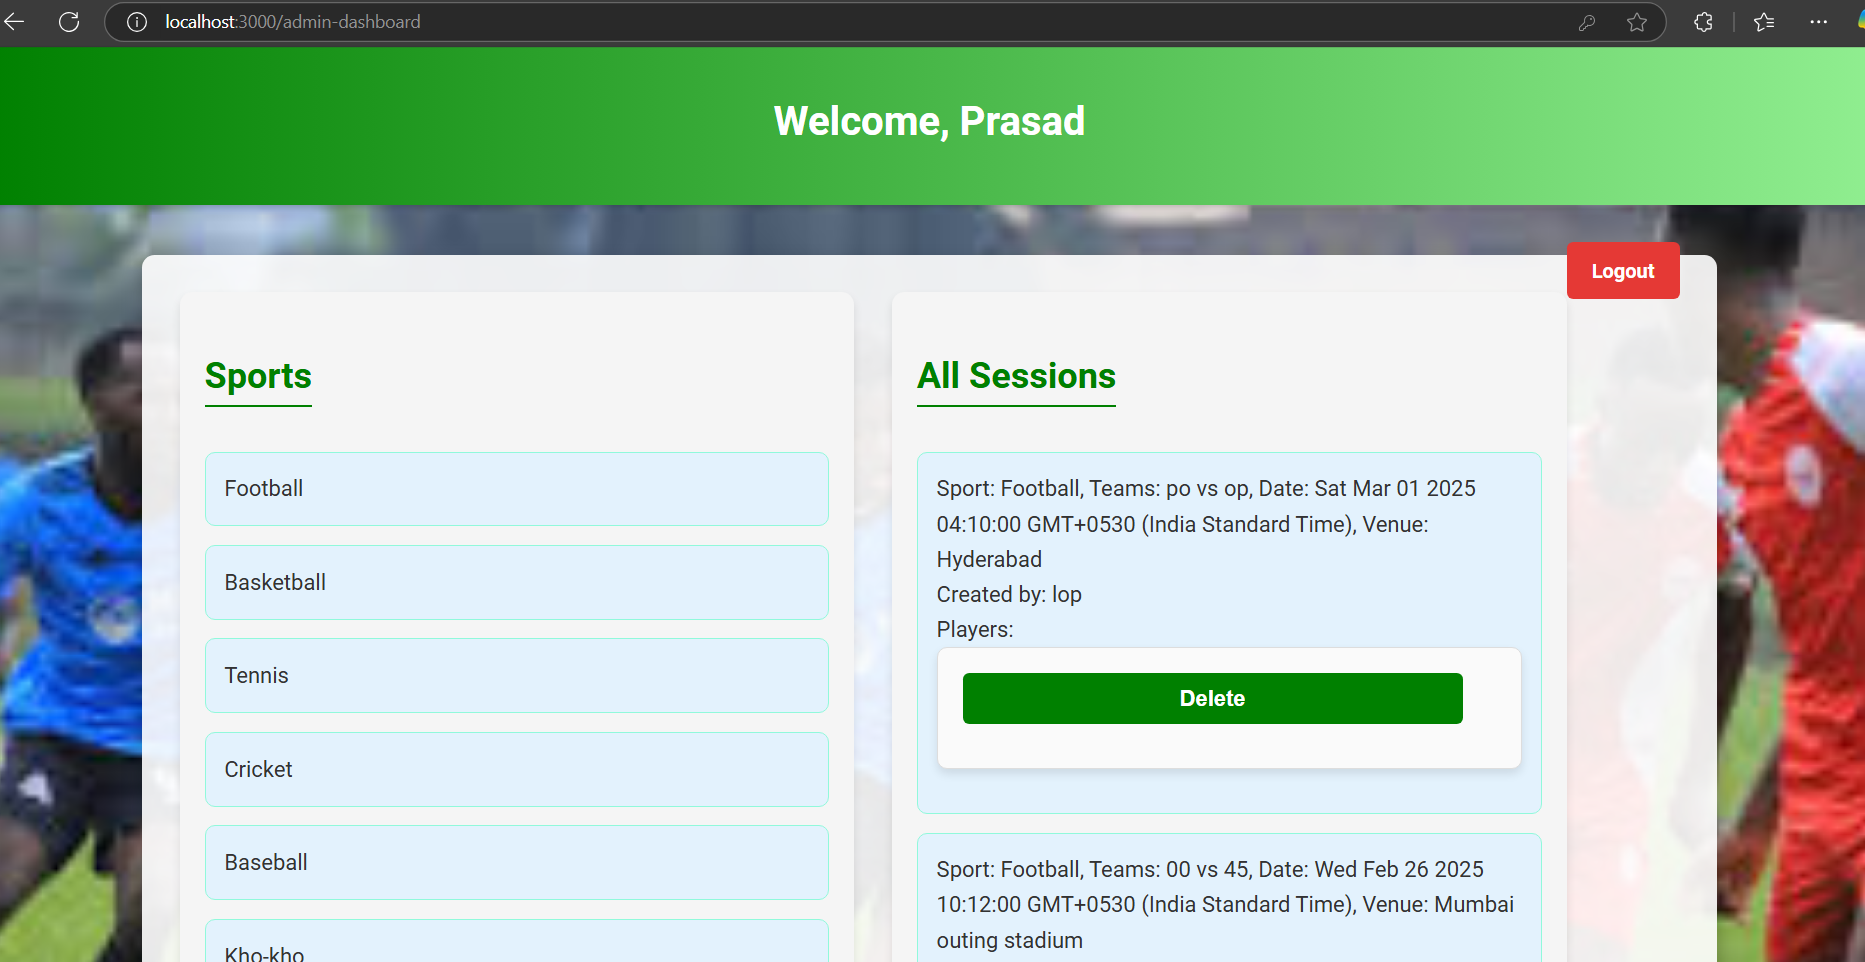 localhost:3000/admin-dashboard
Welcome, Prasad
Logout
Sports
Football
Basketball
Tennis
Cricket
Baseball
Kho-kho
All Sessions
Sport: Football, Teams: po vs op, Date: Sat Mar 01 2025
04:10:00 GMT+0530 (India Standard Time), Venue:
Hyderabad
Created by: lop
Players:
Delete
Sport: Football, Teams: 00 vs 45, Date: Wed Feb 26 2025
10:12:00 GMT+0530 (India Standard Time), Venue: Mumbai
outing stadium